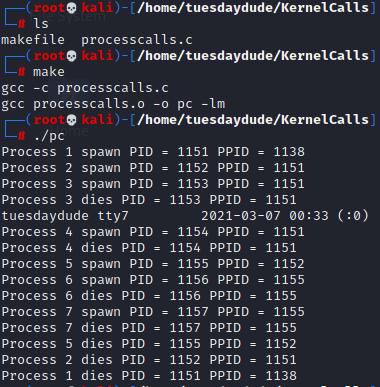 (root💀kali)-[/home/tuesdaydude/KernelCalls]
# ls
makefile  processcalls.c
(root💀kali)-[/home/tuesdaydude/KernelCalls]
# make
gcc -c processcalls.c
gcc processcalls.o -o pc -lm
(root💀kali)-[/home/tuesdaydude/KernelCalls]
# ./pc
Process 1 spawn PID = 1151 PPID = 1138
Process 2 spawn PID = 1152 PPID = 1151
Process 3 spawn PID = 1153 PPID = 1151
Process 3 dies PID = 1153 PPID = 1151
tuesdaydude tty7         2021-03-07 00:33 (:0)
Process 4 spawn PID = 1154 PPID = 1151
Process 4 dies PID = 1154 PPID = 1151
Process 5 spawn PID = 1155 PPID = 1152
Process 6 spawn PID = 1156 PPID = 1155
Process 6 dies PID = 1156 PPID = 1155
Process 7 spawn PID = 1157 PPID = 1155
Process 7 dies PID = 1157 PPID = 1155
Process 5 dies PID = 1155 PPID = 1152
Process 2 dies PID = 1152 PPID = 1151
Process 1 dies PID = 1151 PPID = 1138
(root💀kali)-[/home/tuesdaydude/KernelCalls]